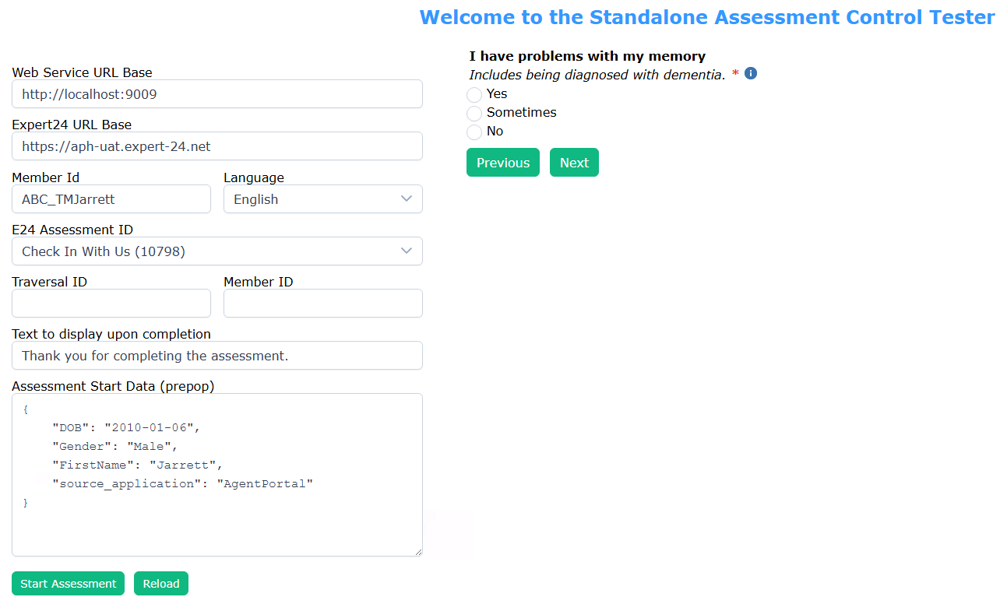 Welcome to the Standalone Assessment Control Tester
Web Service URL Base
http://localhost:9009
Expert24 URL Base
https://aph-uat.expert-24.net
Member Id
Language
ABC_TMJarrett
English
E24 Assessment ID
Check In With Us (10798)
Traversal ID
Member ID
Text to display upon completion
Thank you for completing the assessment.
Assessment Start Data (prepop)
{
    "DOB": "2010-01-06",
    "Gender": "Male",
    "FirstName": "Jarrett",
    "source_application": "AgentPortal"
}
Start Assessment
Reload
I have problems with my memory
Includes being diagnosed with dementia. * i
Yes
Sometimes
No
Previous
Next